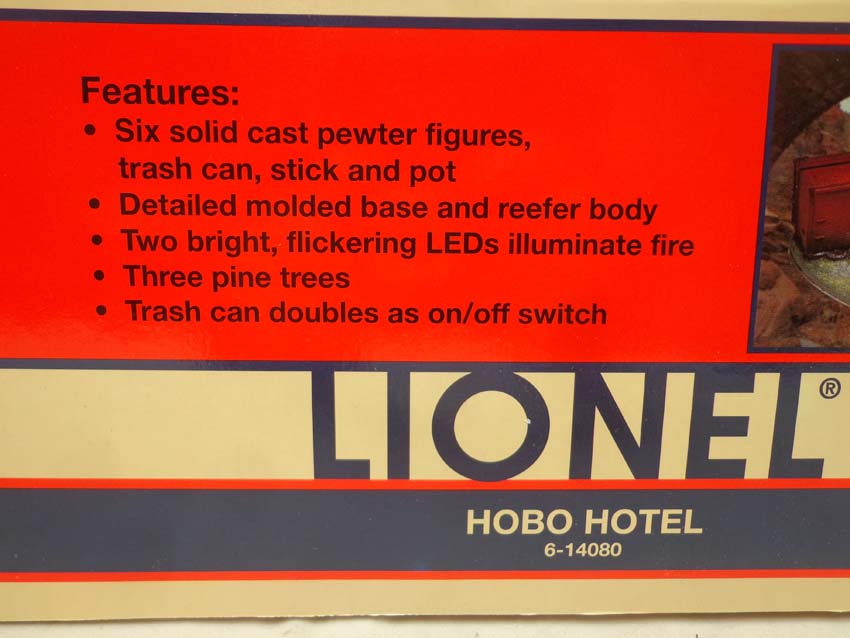 Features:
• Six solid cast pewter figures,
trash can, stick and pot
• Detailed molded base and reefer body
• Two bright, flickering LEDs illuminate fire
• Three pine trees
• Trash can doubles as on/off switch
LIONEL®
HOBO HOTEL
6-14080